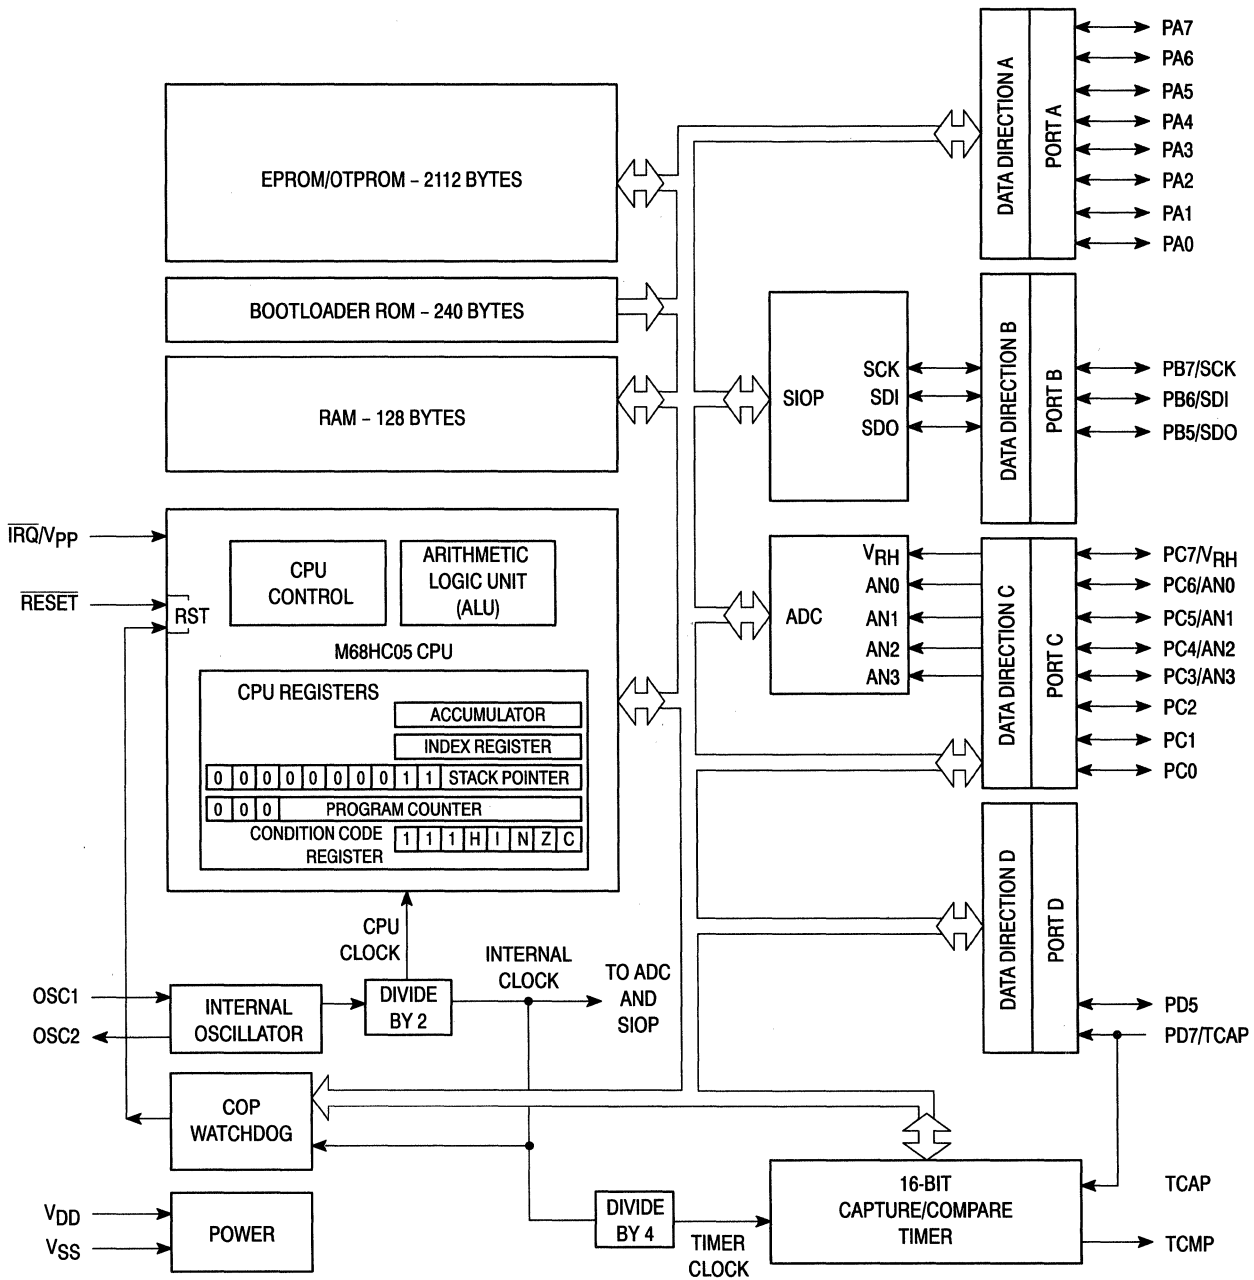 EPROM/OTPROM – 2112 BYTES
BOOTLOADER ROM – 240 BYTES
RAM – 128 BYTES
IRQ/VPP
RESET
RST
CPU
CONTROL
ARITHMETIC
LOGIC UNIT
(ALU)
M68HC05 CPU
CPU REGISTERS
ACCUMULATOR
INDEX REGISTER
0 0 0 0 0 0 0 0 1 1 STACK POINTER
0 0 0 PROGRAM COUNTER
CONDITION CODE
REGISTER
1 1 1 H I N Z C
CPU
CLOCK
INTERNAL
CLOCK
TO ADC
AND
SIOP
OSC1
OSC2
INTERNAL
OSCILLATOR
DIVIDE
BY 2
COP
WATCHDOG
VDD
VSS
POWER
DIVIDE
BY 4
TIMER
CLOCK
16-BIT
CAPTURE/COMPARE
TIMER
TCAP
TCMP
SIOP
SCK
SDI
SDO
ADC
VRH
AN0
AN1
AN2
AN3
DATA DIRECTION A
PORT A
PA7
PA6
PA5
PA4
PA3
PA2
PA1
PA0
DATA DIRECTION B
PORT B
PB7/SCK
PB6/SDI
PB5/SDO
DATA DIRECTION C
PORT C
PC7/VRH
PC6/AN0
PC5/AN1
PC4/AN2
PC3/AN3
PC2
PC1
PC0
DATA DIRECTION D
PORT D
PD5
PD7/TCAP